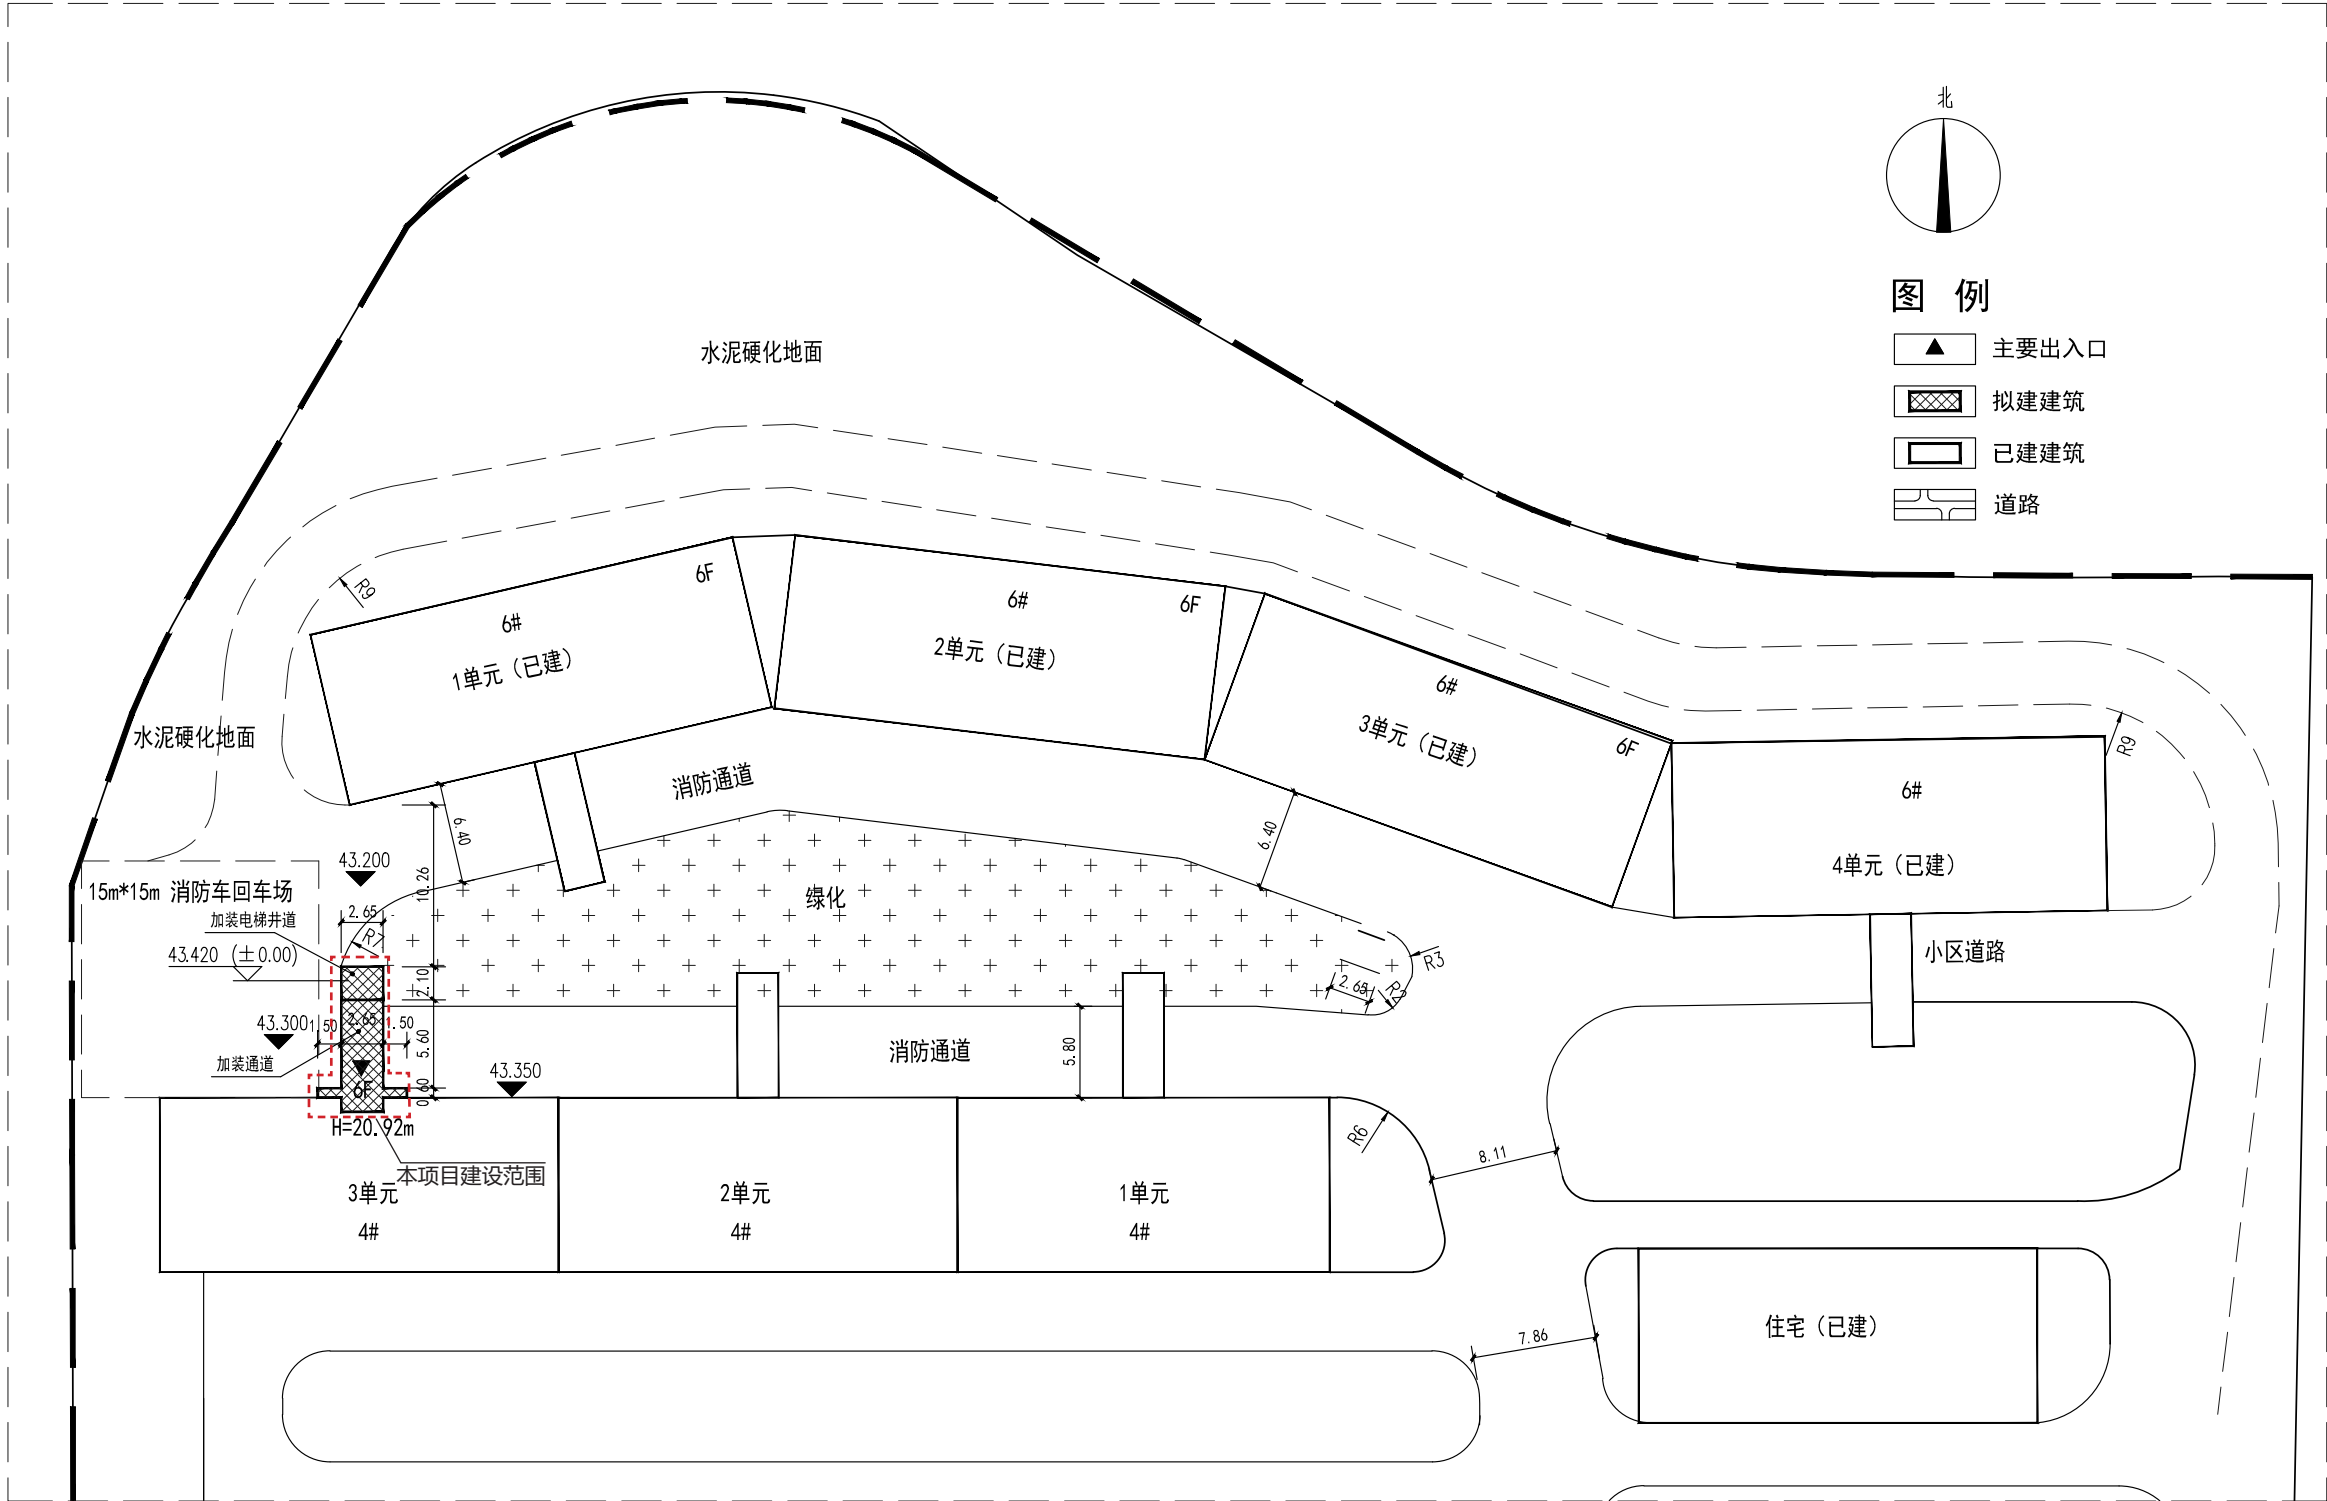 北
图 例
主要出入口
拟建建筑
已建建筑
道路
水泥硬化地面
R9
6F
6#
1单元（已建）
6#
6F
2单元（已建）
6#
3单元（已建）
6F
R9
6#
4单元（已建）
水泥硬化地面
消防通道
6.40
6.40
43.200
10.26
15m*15m 消防车回车场
加装电梯井道
2.65
R7
绿化
43.420 (±0.00)
2.10
R3
2.65
R2
小区道路
43.300
1.50
2.65
1.50
5.60
加装通道
消防通道
5.80
43.350
6F
0.60
H=20.92m
本项目建设范围
R6
8.11
3单元
4#
2单元
4#
1单元
4#
7.86
住宅（已建）